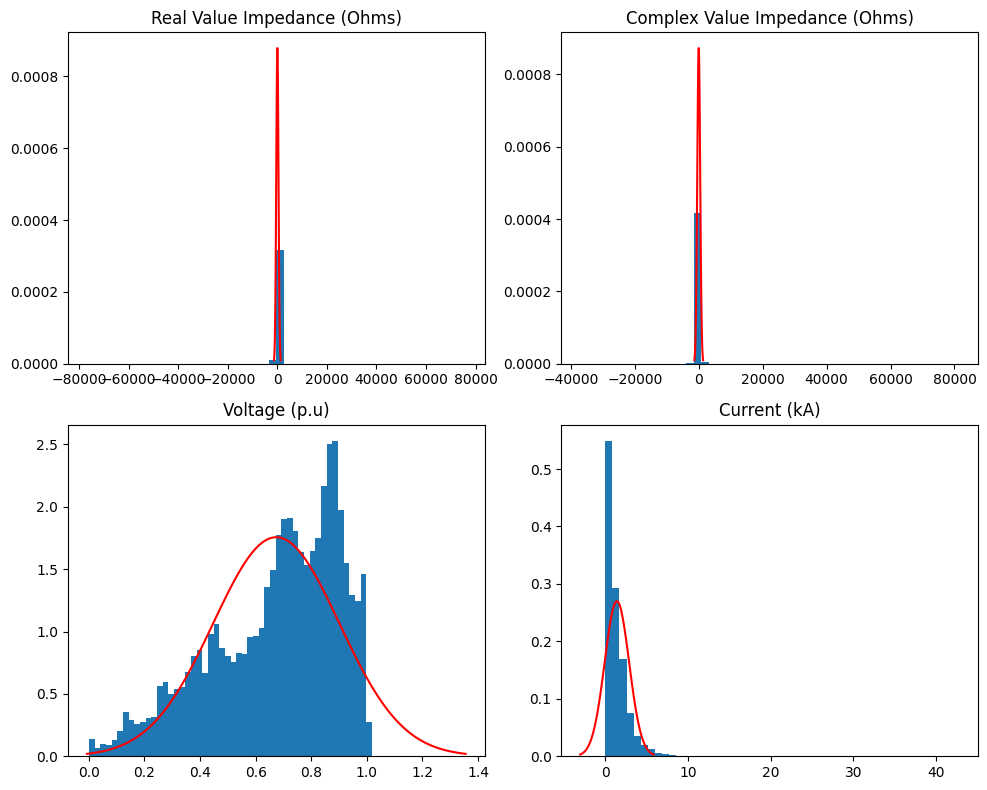 Real Value Impedance (Ohms)
0.0008
0.0006
0.0004
0.0002
0.0000
−80000 −60000 −40000 −20000 0 20000 40000 60000 80000
Complex Value Impedance (Ohms)
0.0008
0.0006
0.0004
0.0002
0.0000
−40000 −20000 0 20000 40000 60000 80000
Voltage (p.u)
2.5
2.0
1.5
1.0
0.5
0.0
0.0 0.2 0.4 0.6 0.8 1.0 1.2 1.4
Current (kA)
0.5
0.4
0.3
0.2
0.1
0.0
0 10 20 30 40